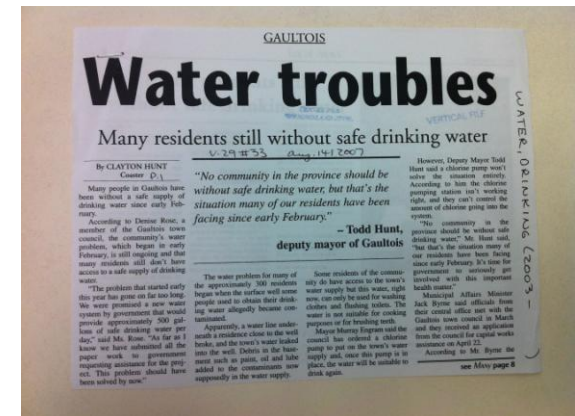 GAULTOIS
Water troubles
VERTICAL FILE
Many residents still without safe drinking water
V.29 #33 Aug. 14/2007
WATER, DRINKING (2003 -
By CLAYTON HUNT
Coaster P.1
Many people in Gaultois have
been without a safe supply of
drinking water since early Feb-
ruary.
According to Denise Rose, a
member of the Gaultois town
council, the community's water
problem, which began in early
February, is still ongoing and that
many residents still don't have
access to a safe supply of drinking
water.
"The problem that started early
this year has gone on far too long.
We were promised a new water
system by government that would
provide approximately 500 gal-
lons of safe drinking water per
day," said Ms. Rose. "As far as I
know we have submitted all the
paper work to government
requesting assistance for the proj-
ect. This problem should have
been solved by now."
"No community in the province should be
without safe drinking water, but that's the
situation many of our residents have been
facing since early February."
– Todd Hunt,
deputy mayor of Gaultois
The water problem for many of
the approximately 300 residents
began when the surface well some
people used to obtain their drink-
ing water allegedly became con-
taminated.
Apparently, a water line under-
neath a residence close to the well
broke, and the town's water leaked
into the well. Debris in the base-
ment such as paint, oil and lube
added to the contaminants now
supposedly in the water supply.
Some residents of the commu-
nity do have access to the town's
water supply but this water, right
now, can only be used for washing
clothes and flushing toilets. The
water is not suitable for cooking
purposes or for brushing teeth.
Mayor Murray Engram said the
council has ordered a chlorine
pump to put on the town's water
supply and, once this pump is in
place, the water will be suitable to
drink again.
However, Deputy Mayor Todd
Hunt said a chlorine pump won't
solve the situation entirely.
According to him the chlorine
pumping station isn't working
right, and they can't control the
amount of chlorine going into the
system.
"No community in the
province should be without safe
drinking water," Mr. Hunt said,
"but that's the situation many of
our residents have been facing
since early February. It's time for
government to seriously get
involved with this important
health matter."
Municipal Affairs Minister
Jack Byrne said officials from
their central office met with the
Gaultois town council in March
and they received an application
from the council for capital works
assistance on April 22.
According to Mr. Byrne the
see Many page 8